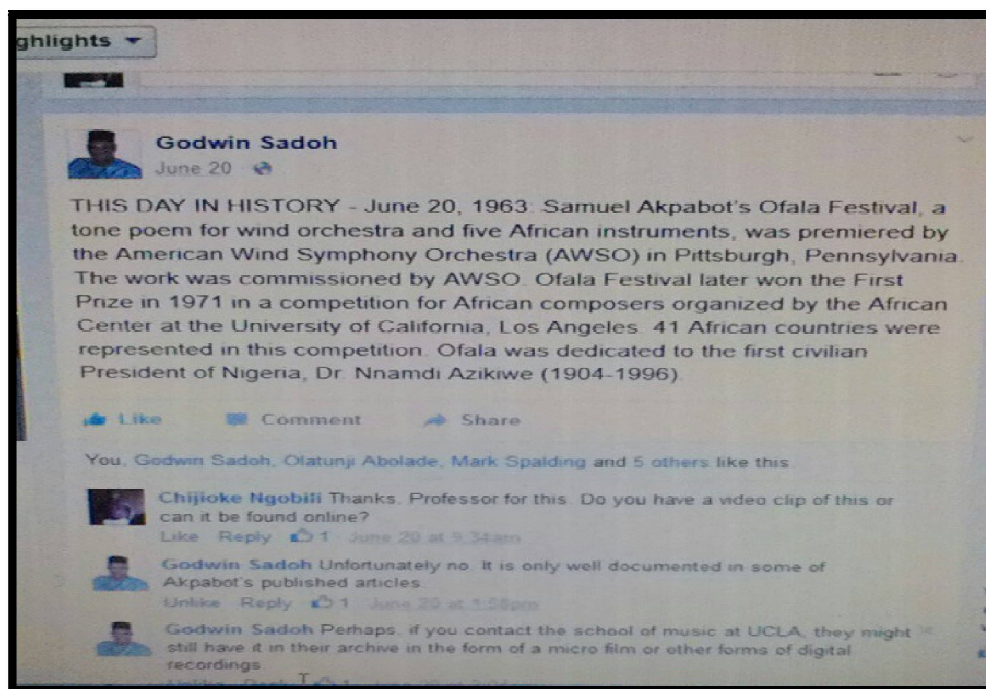 ghlights
Godwin Sadoh
June 20
THIS DAY IN HISTORY - June 20, 1963: Samuel Akpabot's Ofala Festival, a
tone poem for wind orchestra and five African instruments, was premiered by
the American Wind Symphony Orchestra (AWSO) in Pittsburgh, Pennsylvania.
The work was commissioned by AWSO. Ofala Festival later won the First
Prize in 1971 in a competition for African composers organized by the African
Center at the University of California, Los Angeles. 41 African countries were
represented in this competition. Ofala was dedicated to the first civilian
President of Nigeria, Dr. Nnamdi Azikiwe (1904-1996).
Like Comment Share
You, Godwin Sadoh, Olatunji Abolade, Mark Spalding and 5 others like this.
Chijioke Ngobili Thanks, Professor for this. Do you have a video clip of this or
can it be found online?
Like Reply 1 June 20 at 9:34am
Godwin Sadoh Unfortunately no. It is only well documented in some of
Akpabot's published articles.
Unlike Reply 1 June 20 at 1:56pm
Godwin Sadoh Perhaps, if you contact the school of music at UCLA, they might
still have it in their archive in the form of a micro film or other forms of digital
recordings